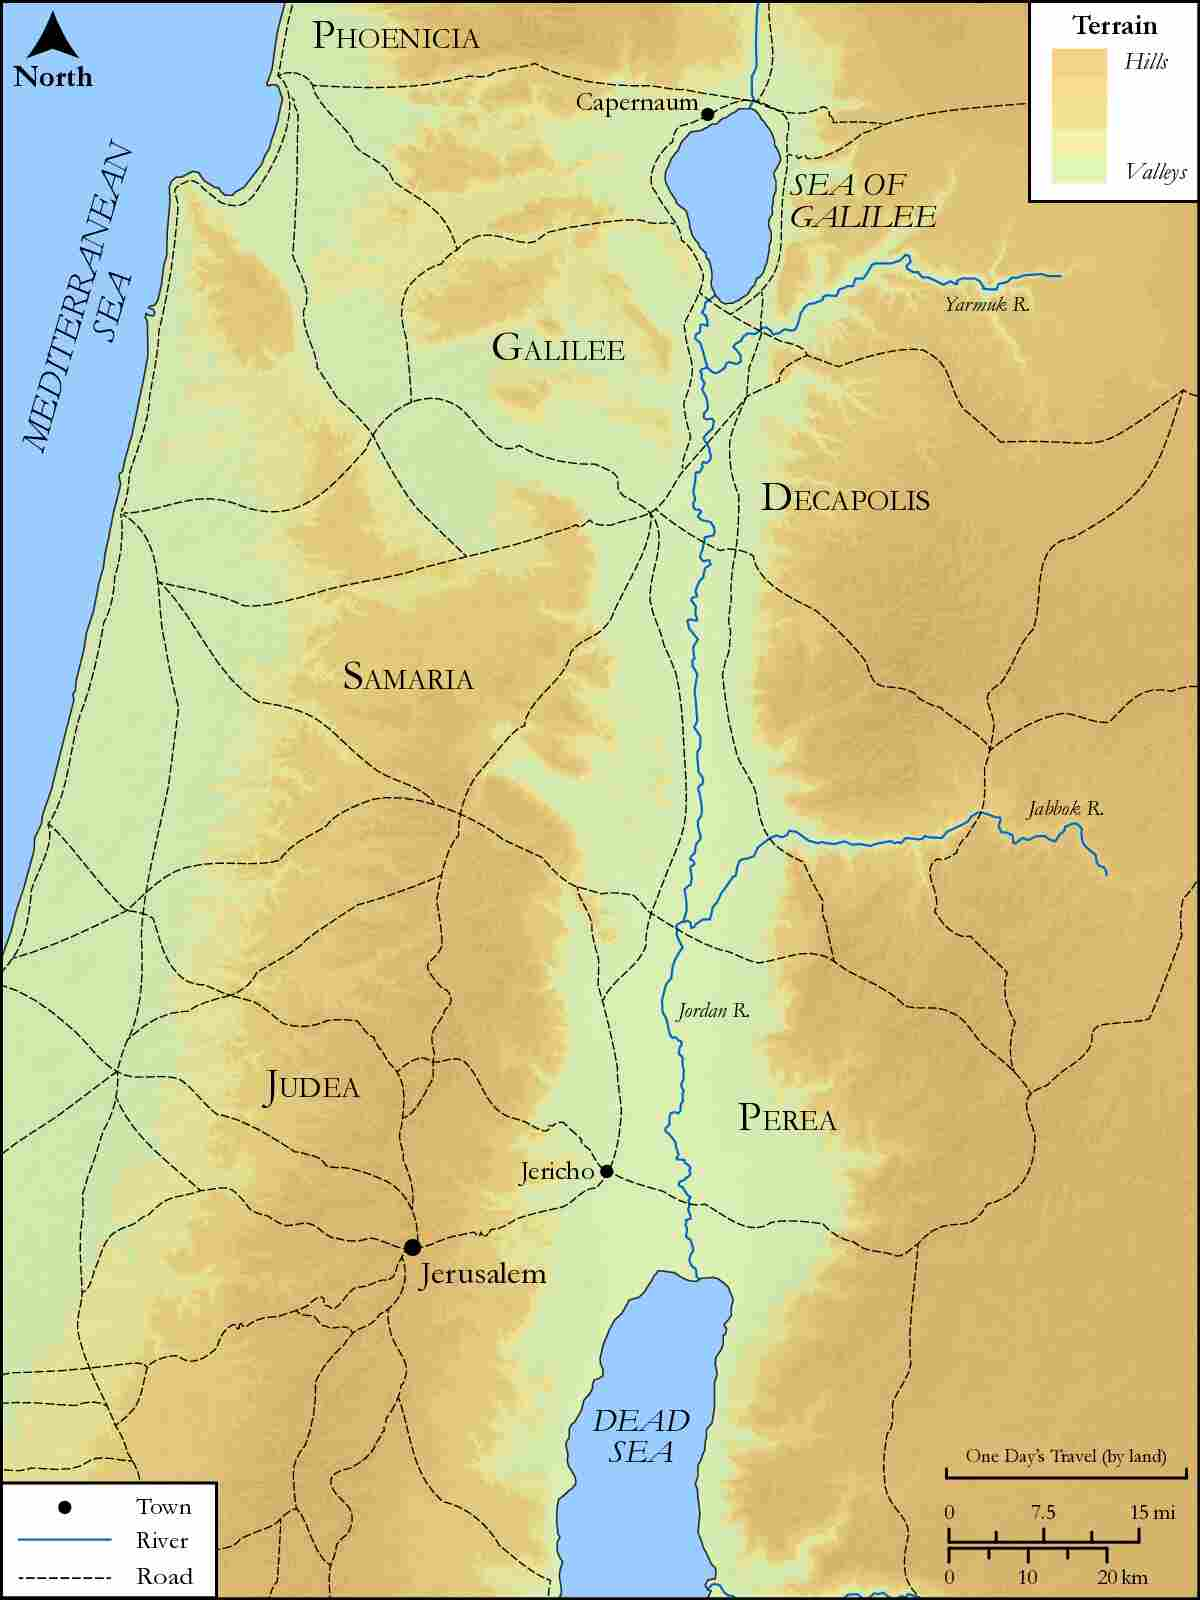 North
PHOENICIA
Terrain
Hills
Valleys
Capernaum
MEDITERRANEAN
SEA
SEA OF
GALILEE
Yarmuk R.
GALILEE
DECAPOLIS
SAMARIA
Jabbok R.
Jordan R.
JUDEA
PEREA
Jericho
Jerusalem
DEAD
SEA
One Day's Travel (by land)
0 7.5 15 mi
0 10 20 km
Town
River
Road